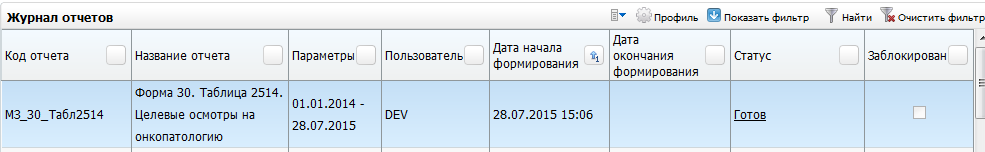 Журнал отчетов
Профиль Показать фильтр Найти Очистить фильтр
Код отчета Название отчета Параметры Пользователь Дата начала формирования Дата окончания формирования Статус Заблокирован
МЗ_30_Табл2514 Форма 30. Таблица 2514. Целевые осмотры на онкопатологию 01.01.2014 - 28.07.2015 DEV 28.07.2015 15:06 Готов